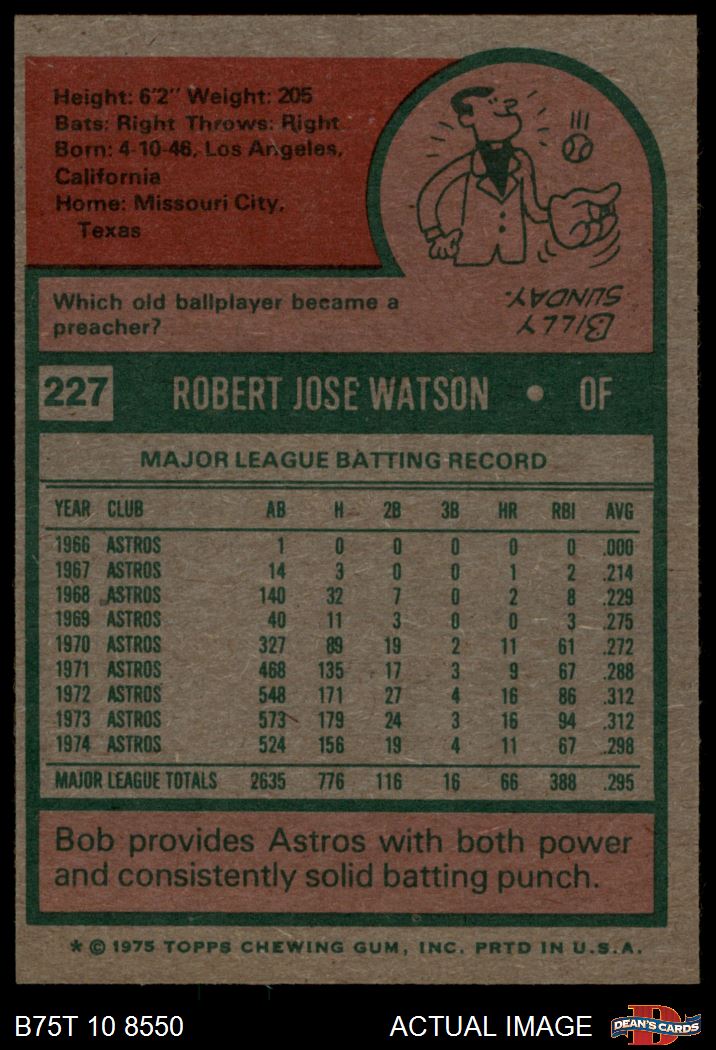 Height: 6'2" Weight: 205
Bats: Right Throws: Right
Born: 4-10-46, Los Angeles,
California
Home: Missouri City,
Texas
Which old ballplayer became a
preacher?
BILLY
SUNDAY.
227 ROBERT JOSE WATSON • OF
MAJOR LEAGUE BATTING RECORD
YEAR CLUB AB H 2B 3B HR RBI AVG
1966 ASTROS 1 0 0 0 0 0 .000
1967 ASTROS 14 3 0 0 1 2 .214
1968 ASTROS 140 32 7 0 2 8 .229
1969 ASTROS 40 11 3 0 0 3 .275
1970 ASTROS 327 89 19 2 11 61 .272
1971 ASTROS 468 135 17 3 9 67 .288
1972 ASTROS 548 171 27 4 16 86 .312
1973 ASTROS 573 179 24 3 16 94 .312
1974 ASTROS 524 156 19 4 11 67 .298
MAJOR LEAGUE TOTALS 2635 776 116 16 66 388 .295
Bob provides Astros with both power
and consistently solid batting punch.
* © 1975 TOPPS CHEWING GUM, INC. PRTD IN U.S.A.
B75T 10 8550 ACTUAL IMAGE
D
DEAN'S CARDS